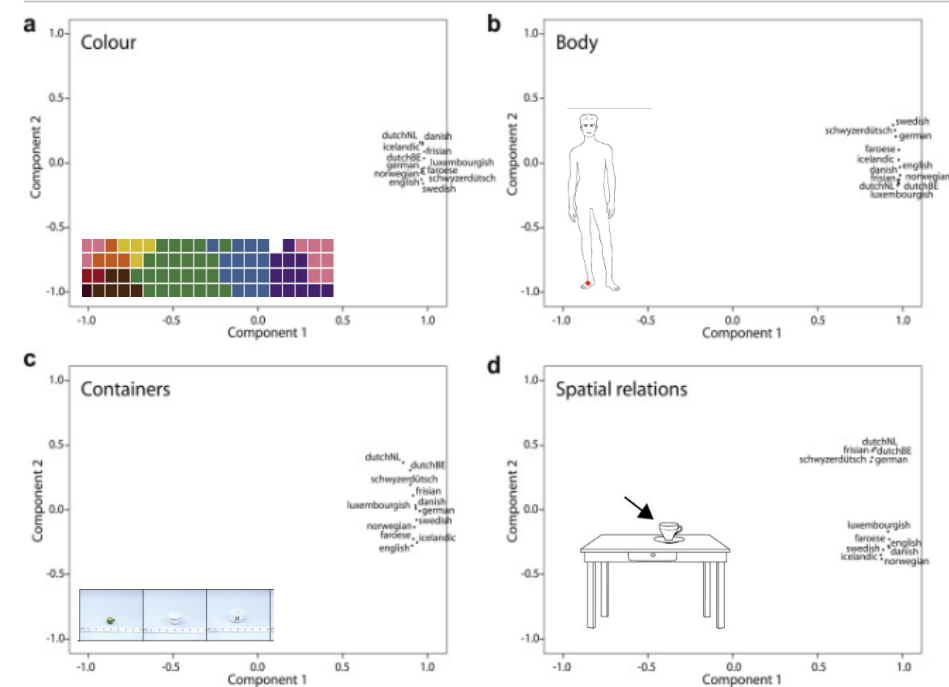 a
Colour
1.0
0.5
0.0
-0.5
-1.0
Component 2
dutchNL danish
icelandic frisian
dutchBE
german luxembourgish
norwegian faroese
schwyzerdütsch
english
swedish
-1.0 -0.5 0.0 0.5 1.0
Component 1
b
Body
1.0
0.5
0.0
-0.5
-1.0
Component 2
swedish
schwyzerdütsch german
faroese
icelandic
english
danish
norwegian
frisian
dutchNL dutchBE
luxembourgish
-1.0 -0.5 0.0 0.5 1.0
Component 1
c
Containers
1.0
0.5
0.0
-0.5
-1.0
Component 2
dutchNL
dutchBE
schwyzerdütsch
frisian
danish
luxembourgish german
swedish
norwegian
faroese icelandic
english
-1.0 -0.5 0.0 0.5 1.0
Component 1
d
Spatial relations
1.0
0.5
0.0
-0.5
-1.0
Component 2
dutchNL
frisian dutchBE
schwyzerdütsch german
luxembourgish
faroese english
swedish danish
icelandic norwegian
-1.0 -0.5 0.0 0.5 1.0
Component 1